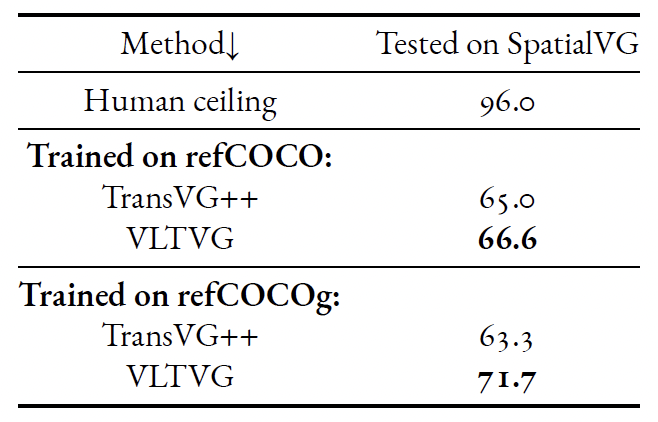 Method↓ Tested on SpatialVG
Human ceiling 96.0
Trained on refCOCO:
TransVG++ 65.0
VLTVG 66.6
Trained on refCOCOg:
TransVG++ 63.3
VLTVG 71.7